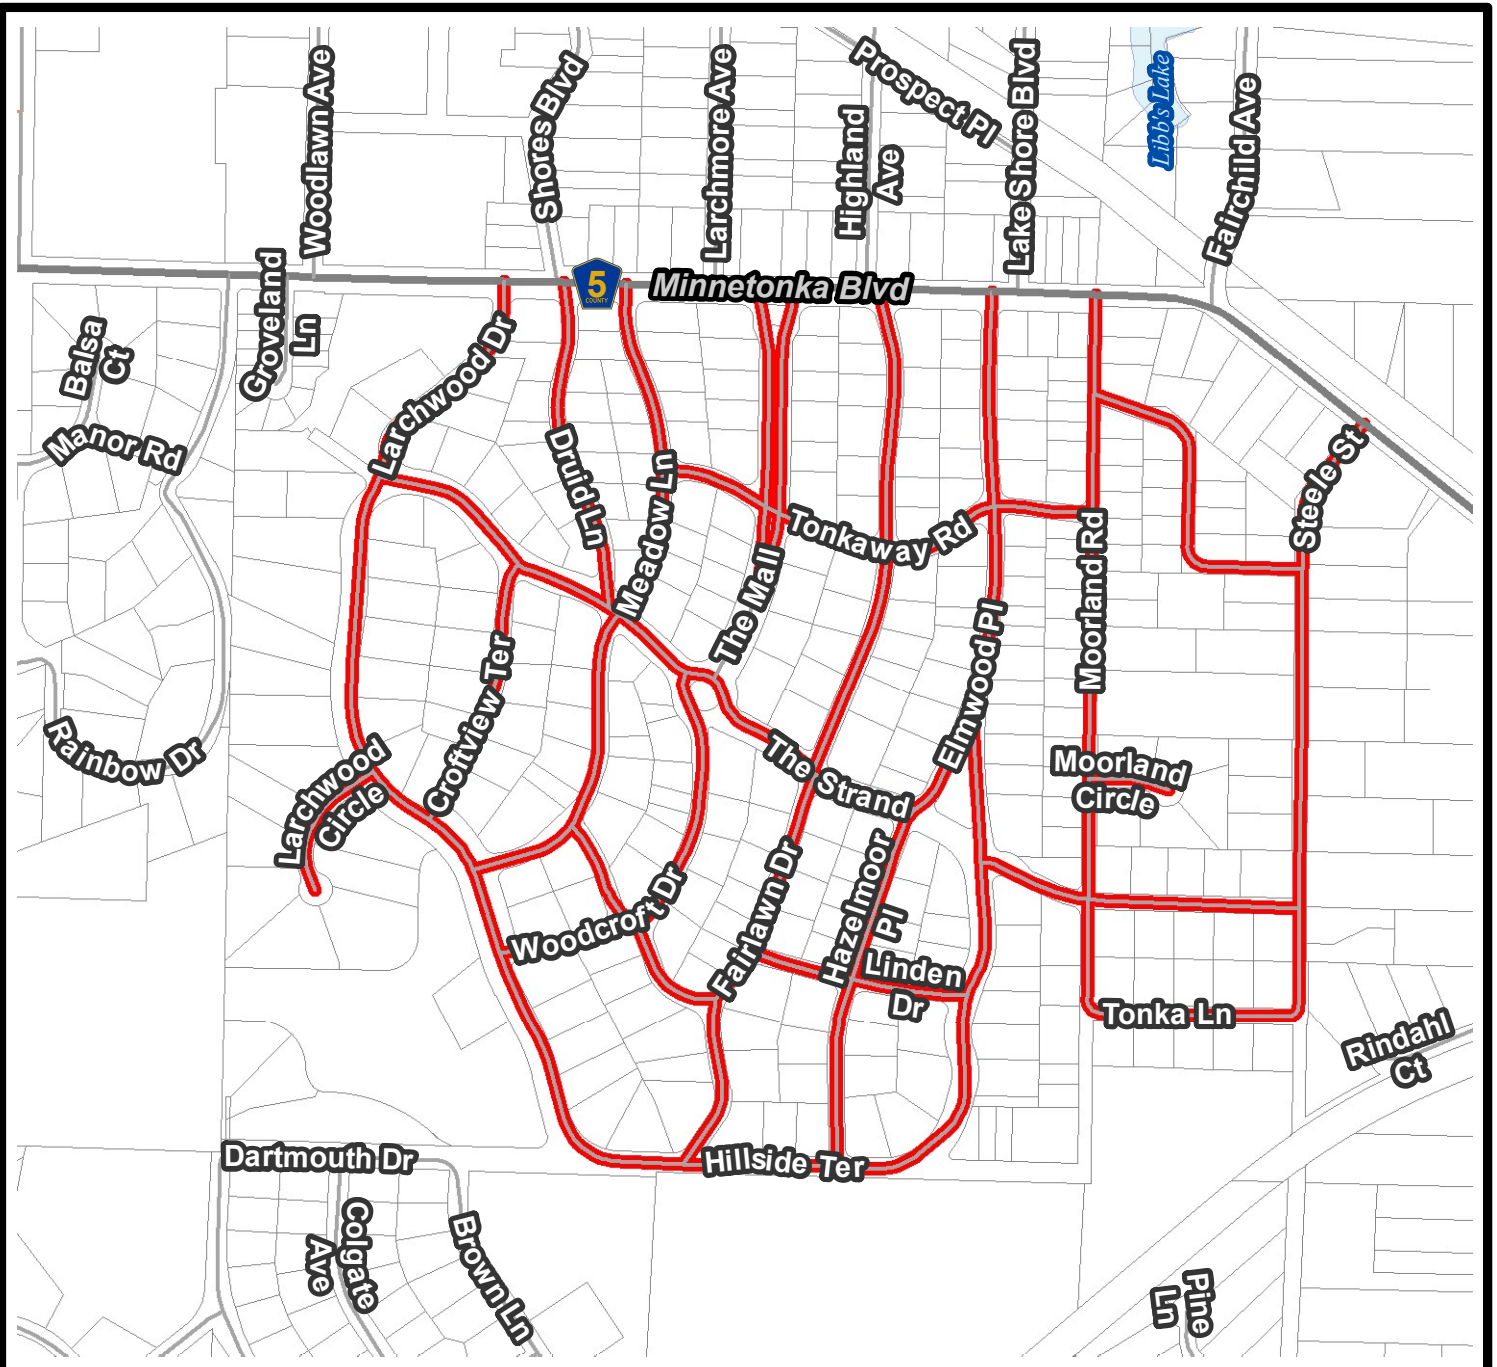 Woodlawn Ave
Shores Blvd
Larchmore Ave
Highland
Ave
Prospect Pl
Lake Shore Blvd
Libb's Lake
Fairchild Ave
Groveland
Ln
5
COUNTY
Minnetonka Blvd
Balsa
Ct
Manor Rd
Larchwood Dr
Druid Ln
Meadow Ln
Tonkaway Rd
The Mall
Moorland Rd
Steele St
Rainbow Dr
Larchwood
Circle
Croftview Ter
The Strand
Elmwood Pl
Moorland
Circle
Woodcroft Dr
Fairlawn Dr
Hazelmoor
Pl
Linden
Dr
Tonka Ln
Rindahl
Ct
Dartmouth Dr
Hillside Ter
Colgate
Ave
Brown Ln
Pine
Ln